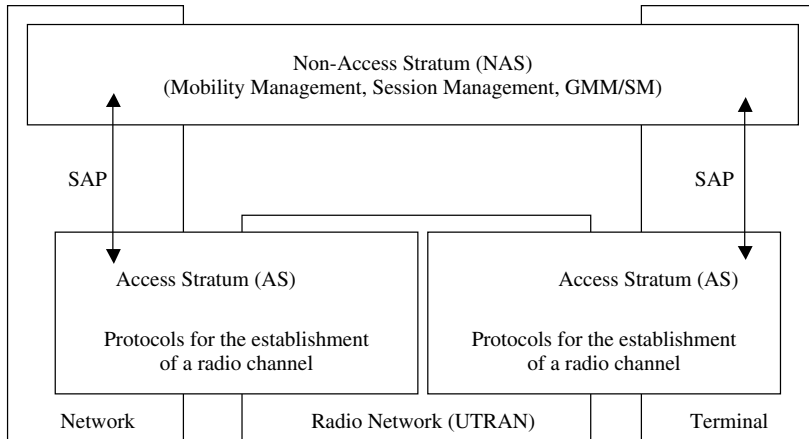 Non-Access Stratum (NAS)
(Mobility Management, Session Management, GMM/SM)
SAP
SAP
Access Stratum (AS)
Protocols for the establishment
of a radio channel
Access Stratum (AS)
Protocols for the establishment
of a radio channel
Network
Radio Network (UTRAN)
Terminal